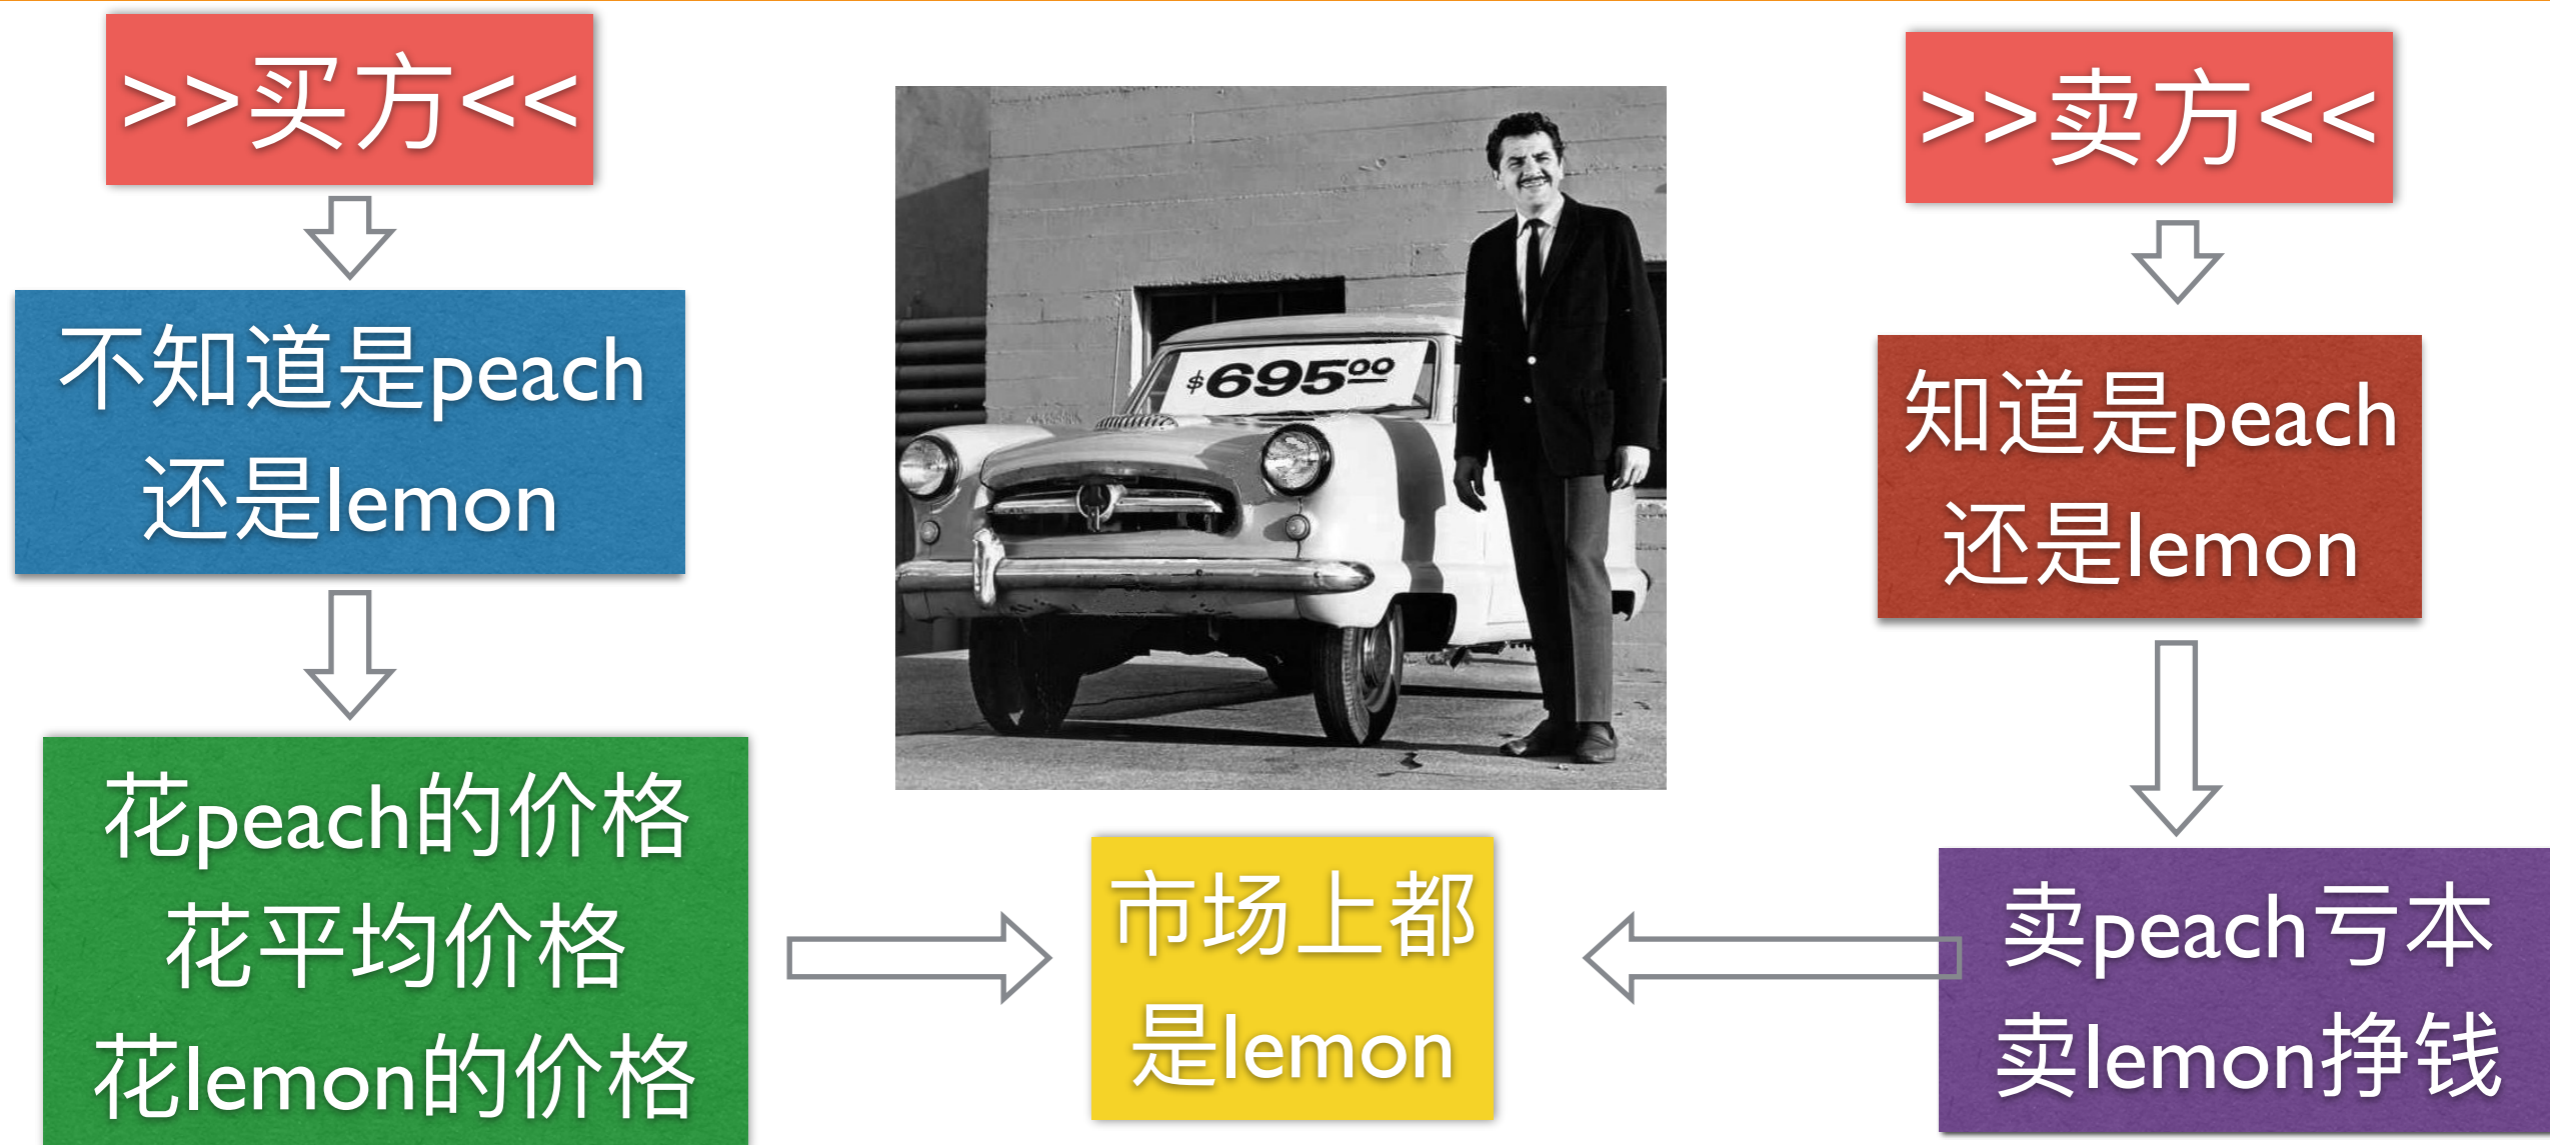 >>买方<<
不知道是peach
还是lemon
花peach的价格
花平均价格
花lemon的价格
$695⁰⁰
市场上都
是lemon
>>卖方<<
知道是peach
还是lemon
卖peach亏本
卖lemon挣钱